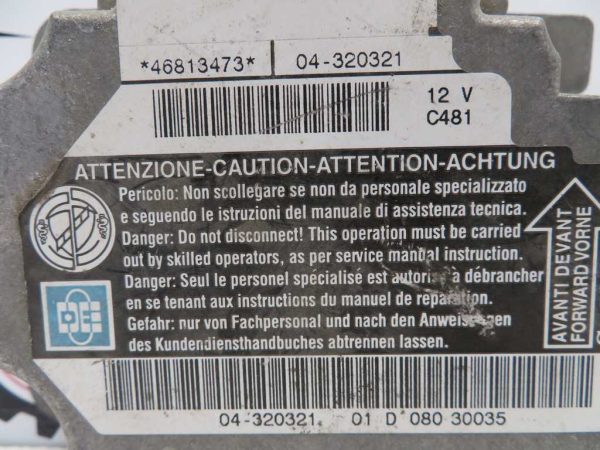 *46813473* 04-320321
12 V
C481
ATTENZIONE-CAUTION-ATTENTION-ACHTUNG
Pericolo: Non scollegare se non da personale specializzato
e seguendo le istruzioni del manuale di assistenza tecnica.
Danger: Do not disconnect! This operation must be carried
out by skilled operators, as per service manual instruction.
Danger: Seul le personel spécialisé est autorisé à débrancher
en se tenant aux instructions du manuel de reparation.
Gefahr: nur von Fachpersonal und nach den Anweisungen
des Kundendiensthandbuches abtrennen lassen.
AVANTI DEVANT
FORWARD VORNE
04-320321. 01 D 080 30035